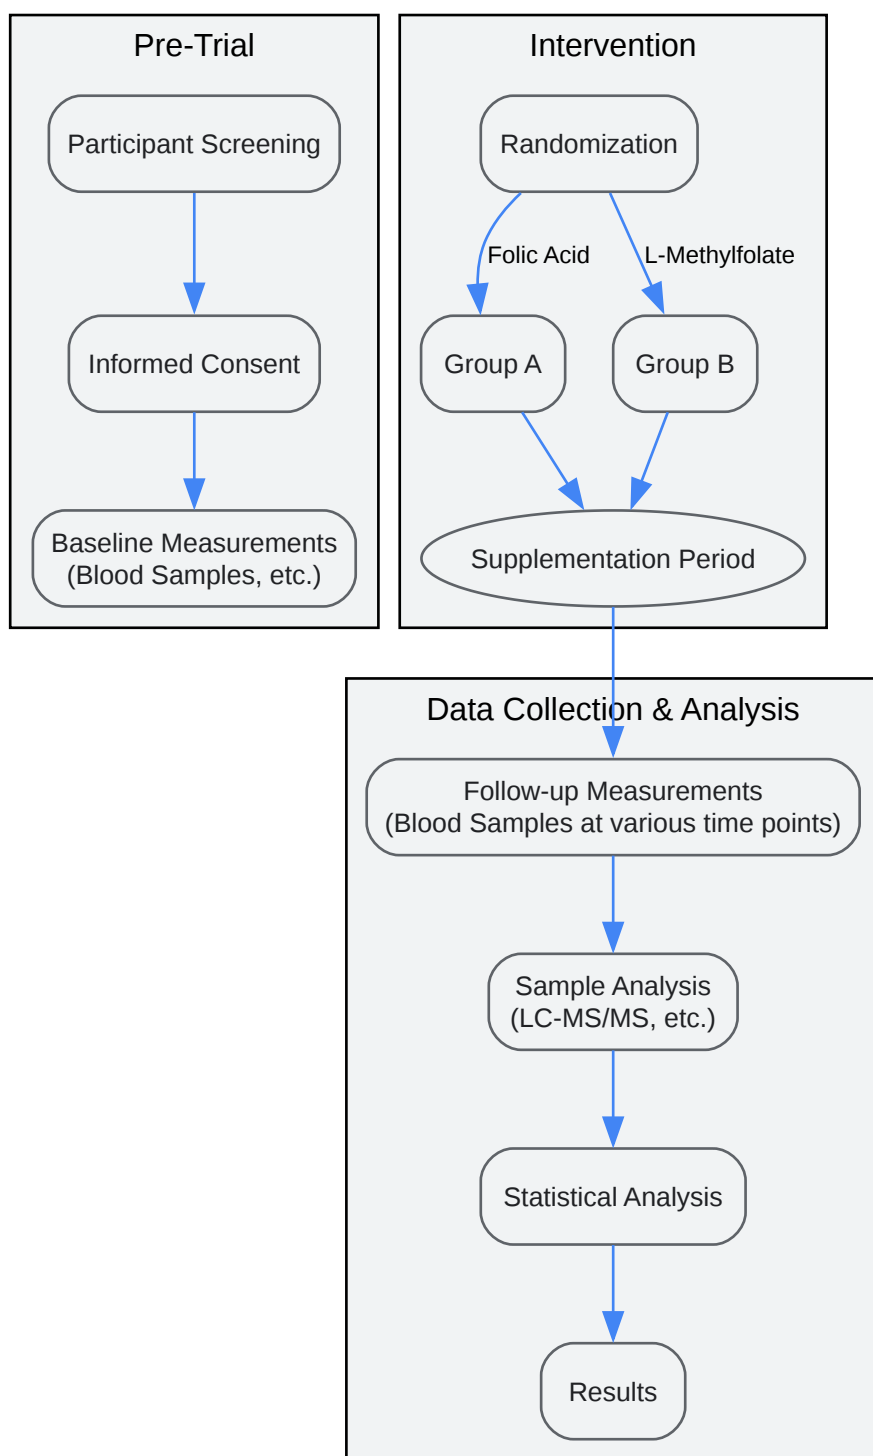 Pre-Trial
Participant Screening
Informed Consent
Baseline Measurements
(Blood Samples, etc.)
Intervention
Randomization
Folic Acid
L-Methylfolate
Group A
Group B
Supplementation Period
Data Collection & Analysis
Follow-up Measurements
(Blood Samples at various time points)
Sample Analysis
(LC-MS/MS, etc.)
Statistical Analysis
Results